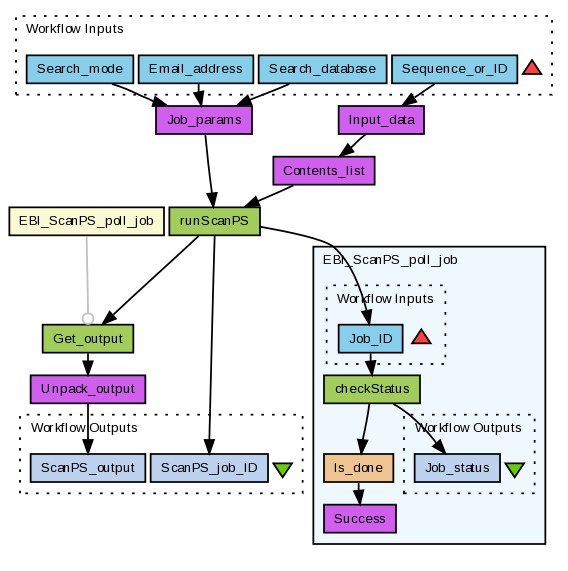 Workflow Inputs
Search_mode
Email_address
Search_database
Sequence_or_ID
Job_params
Input_data
Contents_list
EBI_ScanPS_poll_job
runScanPS
EBI_ScanPS_poll_job
Workflow Inputs
Job_ID
Get_output
checkStatus
Unpack_output
Workflow Outputs
ScanPS_output
ScanPS_job_ID
Workflow Outputs
Is_done
Job_status
Success